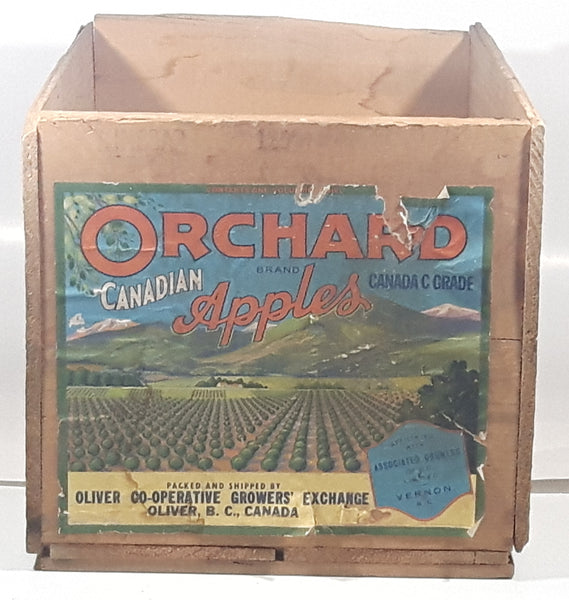 ORCHARD
BRAND
CANADIAN
Apples
CANADA C GRADE
PACKED AND SHIPPED BY
OLIVER CO-OPERATIVE GROWERS' EXCHANGE
OLIVER, B. C., CANADA
ASSOCIATED GROWERS
VERNON
B.C.